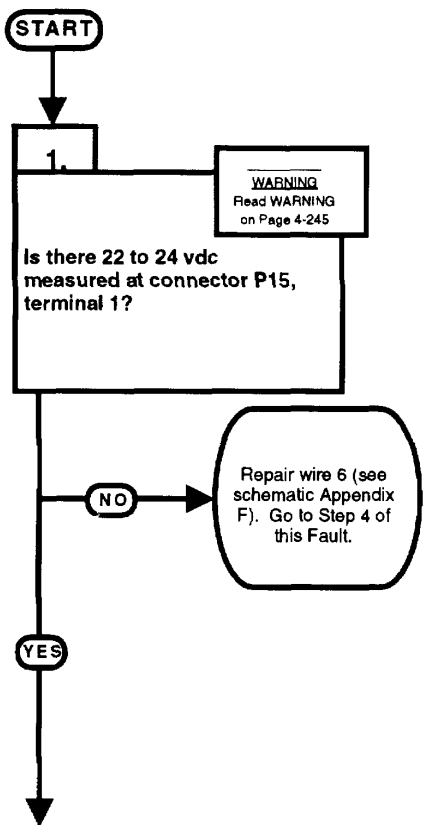 START
1.
WARNING
Read WARNING
on Page 4-245
Is there 22 to 24 vdc
measured at connector P15,
terminal 1?
NO
Repair wire 6 (see
schematic Appendix
F). Go to Step 4 of
this Fault.
YES